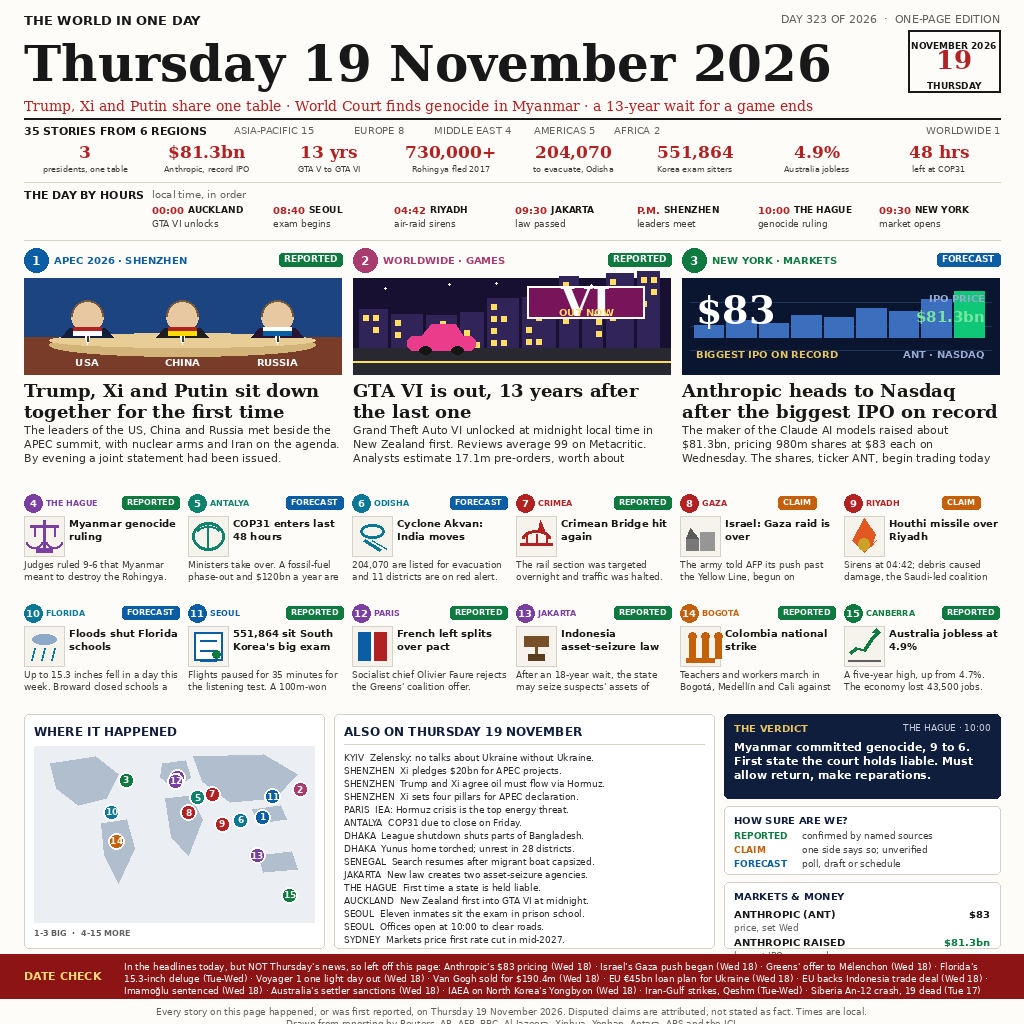 THE WORLD IN ONE DAY
DAY 323 OF 2026 · ONE-PAGE EDITION
Thursday 19 November 2026
NOVEMBER 2026
19
THURSDAY
Trump, Xi and Putin share one table · World Court finds genocide in Myanmar · a 13-year wait for a game ends
35 STORIES FROM 6 REGIONS
ASIA-PACIFIC 15
EUROPE 8
MIDDLE EAST 4
AMERICAS 5
AFRICA 2
WORLDWIDE 1
3
presidents, one table
$81.3bn
Anthropic, record IPO
13 yrs
GTA V to GTA VI
730,000+
Rohingya fled 2017
204,070
to evacuate, Odisha
551,864
Korea exam sitters
4.9%
Australia jobless
48 hrs
left at COP31
THE DAY BY HOURS local time, in order
00:00 AUCKLAND
GTA VI unlocks
08:40 SEOUL
exam begins
04:42 RIYADH
air-raid sirens
09:30 JAKARTA
law passed
P.M. SHENZHEN
leaders meet
10:00 THE HAGUE
genocide ruling
09:30 NEW YORK
market opens
1 APEC 2026 · SHENZHEN
REPORTED
USA
CHINA
RUSSIA
Trump, Xi and Putin sit down
together for the first time
The leaders of the US, China and Russia met beside the
APEC summit, with nuclear arms and Iran on the agenda.
By evening a joint statement had been issued.
2 WORLDWIDE · GAMES
REPORTED
VI
OUT NOW
GTA VI is out, 13 years after
the last one
Grand Theft Auto VI unlocked at midnight local time in
New Zealand first. Reviews average 99 on Metacritic.
Analysts estimate 17.1m pre-orders, worth about
3 NEW YORK · MARKETS
FORECAST
$83
IPO PRICE
$81.3bn
BIGGEST IPO ON RECORD
ANT · NASDAQ
Anthropic heads to Nasdaq
after the biggest IPO on record
The maker of the Claude AI models raised about
$81.3bn, pricing 980m shares at $83 each on
Wednesday. The shares, ticker ANT, begin trading today
4 THE HAGUE
REPORTED
Myanmar genocide
ruling
Judges ruled 9-6 that Myanmar
meant to destroy the Rohingya.
5 ANTALYA
FORECAST
COP31 enters last
48 hours
Ministers take over. A fossil-fuel
phase-out and $120bn a year are
6 ODISHA
FORECAST
Cyclone Akvan:
India moves
204,070 are listed for evacuation
and 11 districts are on red alert.
7 CRIMEA
REPORTED
Crimean Bridge hit
again
The rail section was targeted
overnight and traffic was halted.
8 GAZA
CLAIM
Israel: Gaza raid is
over
The army told AFP its push past
the Yellow Line, begun on
9 RIYADH
CLAIM
Houthi missile over
Riyadh
Sirens at 04:42; debris caused
damage, the Saudi-led coalition
10 FLORIDA
FORECAST
Floods shut Florida
schools
Up to 15.3 inches fell in a day this
week. Broward closed schools a
11 SEOUL
REPORTED
551,864 sit South
Korea's big exam
Flights paused for 35 minutes for
the listening test. A 100m-won
12 PARIS
REPORTED
French left splits
over pact
Socialist chief Olivier Faure rejects
the Greens' coalition offer.
13 JAKARTA
REPORTED
Indonesia
asset-seizure law
After an 18-year wait, the state
may seize suspects' assets of
14 BOGOTÁ
REPORTED
Colombia national
strike
Teachers and workers march in
Bogotá, Medellín and Cali against
15 CANBERRA
REPORTED
Australia jobless at
4.9%
A five-year high, up from 4.7%.
The economy lost 43,500 jobs.
WHERE IT HAPPENED
3
12
2
5
7
11
10
8
9
6
1
14
13
15
1-3 BIG · 4-15 MORE
ALSO ON THURSDAY 19 NOVEMBER
KYIV Zelensky: no talks about Ukraine without Ukraine.
SHENZHEN Xi pledges $20bn for APEC projects.
SHENZHEN Trump and Xi agree oil must flow via Hormuz.
SHENZHEN Xi sets four pillars for APEC declaration.
PARIS IEA: Hormuz crisis is the top energy threat.
ANTALYA COP31 due to close on Friday.
DHAKA League shutdown shuts parts of Bangladesh.
DHAKA Yunus home torched; unrest in 28 districts.
SENEGAL Search resumes after migrant boat capsized.
JAKARTA New law creates two asset-seizure agencies.
THE HAGUE First time a state is held liable.
AUCKLAND New Zealand first into GTA VI at midnight.
SEOUL Eleven inmates sit the exam in prison school.
SEOUL Offices open at 10:00 to clear roads.
SYDNEY Markets price first rate cut in mid-2027.
THE VERDICT
THE HAGUE · 10:00
Myanmar committed genocide, 9 to 6.
First state the court holds liable. Must
allow return, make reparations.
HOW SURE ARE WE?
REPORTED confirmed by named sources
CLAIM one side says so; unverified
FORECAST poll, draft or schedule
MARKETS & MONEY
ANTHROPIC (ANT) $83
price, set Wed
ANTHROPIC RAISED $81.3bn
DATE CHECK
In the headlines today, but NOT Thursday's news, so left off this page: Anthropic's $83 pricing (Wed 18) · Israel's Gaza push began (Wed 18) · Greens' offer to Mélenchon (Wed 18) · Florida's
15.3-inch deluge (Tue-Wed) · Voyager 1 one light day out (Wed 18) · Van Gogh sold for $190.4m (Wed 18) · EU €45bn loan plan for Ukraine (Wed 18) · EU backs Indonesia trade deal (Wed 18) ·
Imamoğlu sentenced (Wed 18) · Australia's settler sanctions (Wed 18) · IAEA on North Korea's Yongbyon (Wed 18) · Iran-Gulf strikes, Qeshm (Tue-Wed) · Siberia An-12 crash, 19 dead (Tue 17)
Every story on this page happened, or was first reported, on Thursday 19 November 2026. Disputed claims are attributed, not stated as fact. Times are local.
Drawn from reporting by Reuters, AP, AFP, BBC, Al Jazeera, Xinhua, Yonhap, Antara, ABS and the ICJ.